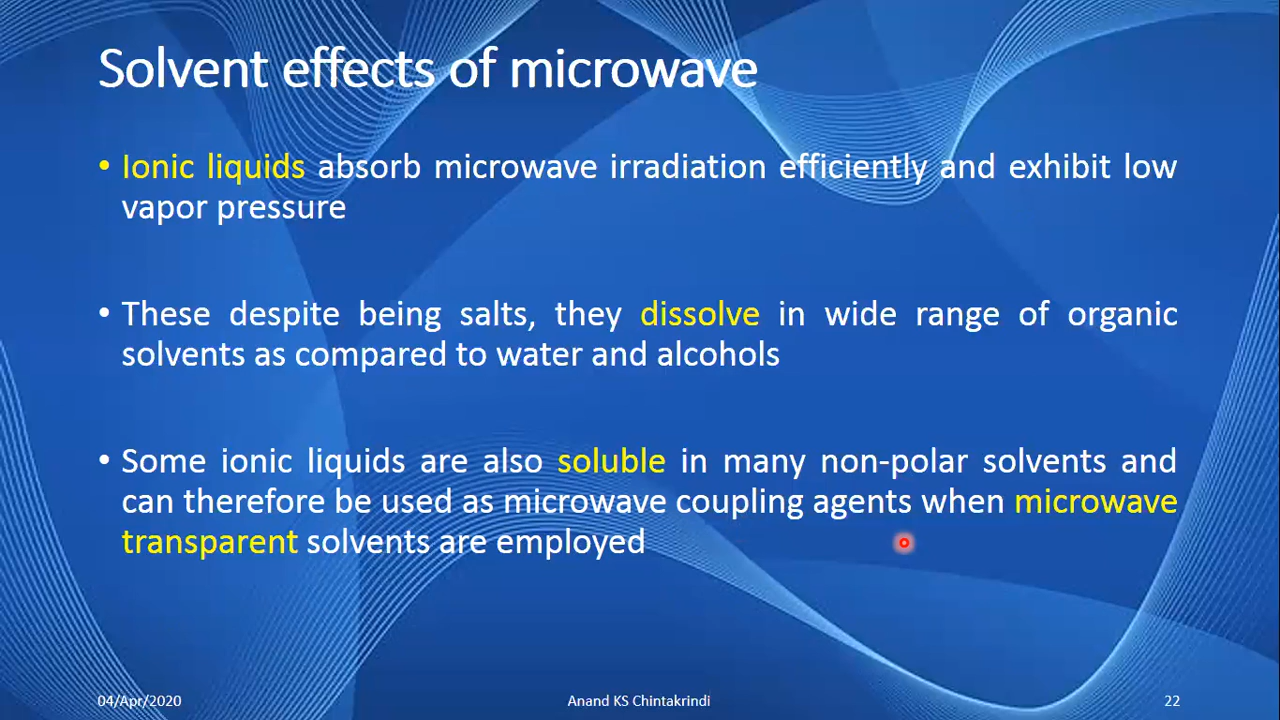 Solvent effects of microwave
• Ionic liquids absorb microwave irradiation efficiently and exhibit low
vapor pressure
• These despite being salts, they dissolve in wide range of organic
solvents as compared to water and alcohols
• Some ionic liquids are also soluble in many non-polar solvents and
can therefore be used as microwave coupling agents when microwave
transparent solvents are employed
04/Apr/2020
Anand KS Chintakrindi
22